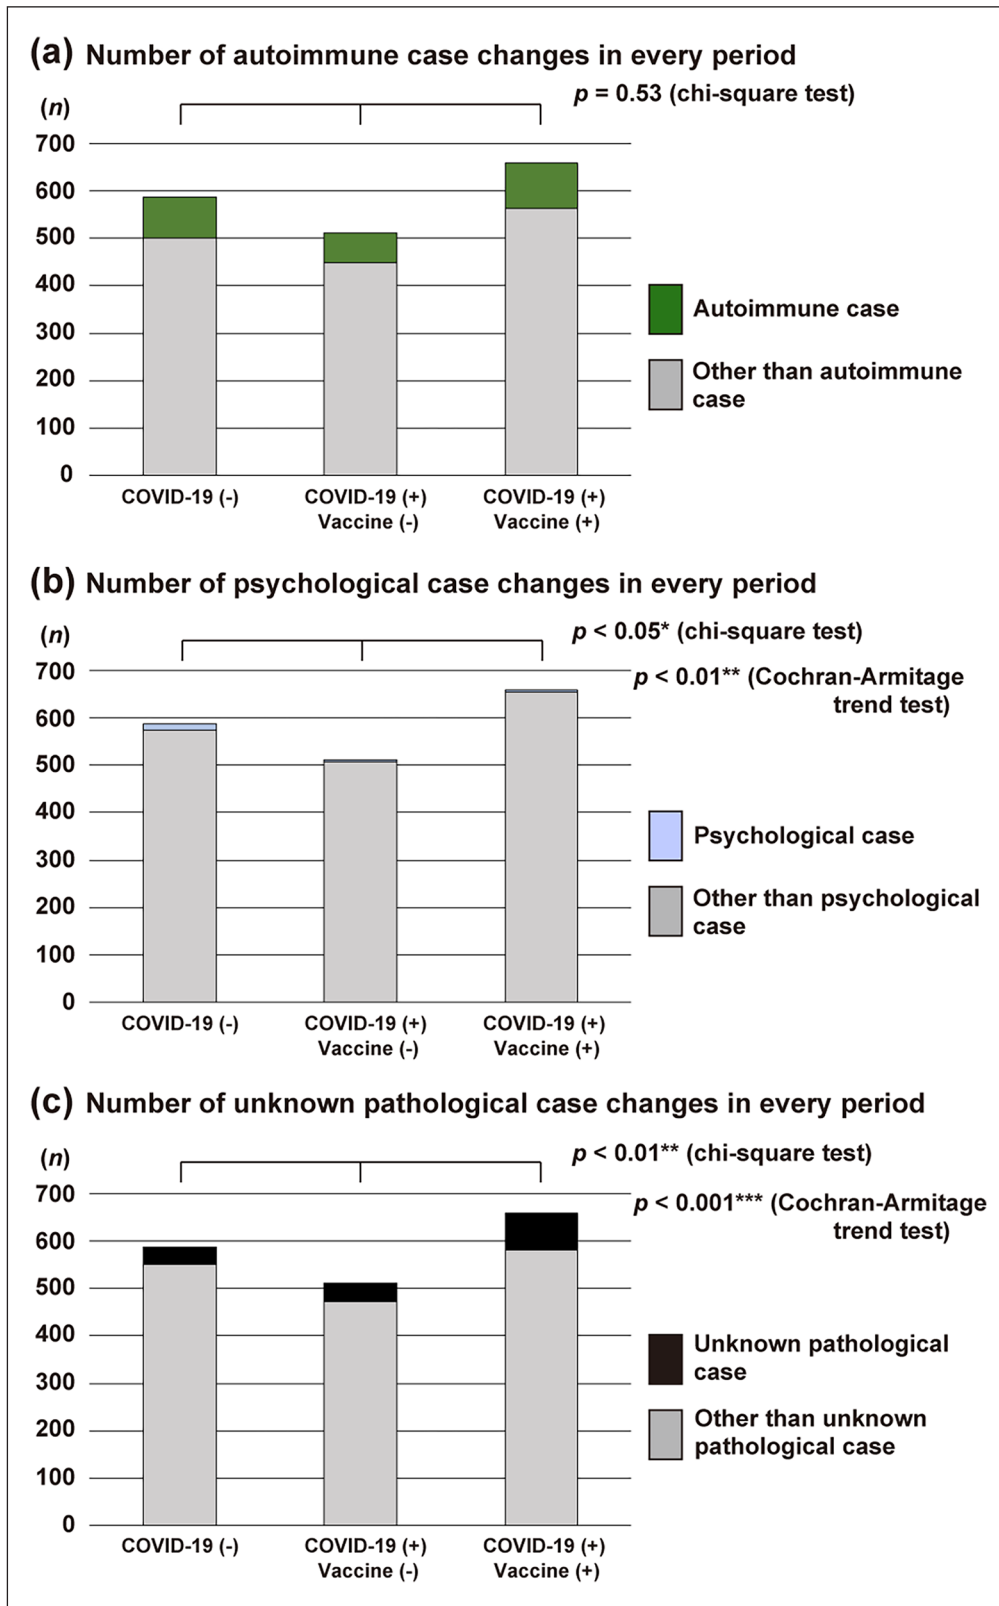 (a) Number of autoimmune case changes in every period
(n)
p = 0.53 (chi-square test)
700
600
500
400
300
200
100
0
COVID-19 (-)
COVID-19 (+)
Vaccine (-)
COVID-19 (+)
Vaccine (+)
Autoimmune case
Other than autoimmune
case
(b) Number of psychological case changes in every period
(n)
p < 0.05* (chi-square test)
p < 0.01** (Cochran-Armitage
trend test)
700
600
500
400
300
200
100
0
COVID-19 (-)
COVID-19 (+)
Vaccine (-)
COVID-19 (+)
Vaccine (+)
Psychological case
Other than psychological
case
(c) Number of unknown pathological case changes in every period
(n)
p < 0.01** (chi-square test)
p < 0.001*** (Cochran-Armitage
trend test)
700
600
500
400
300
200
100
0
COVID-19 (-)
COVID-19 (+)
Vaccine (-)
COVID-19 (+)
Vaccine (+)
Unknown pathological
case
Other than unknown
pathological case